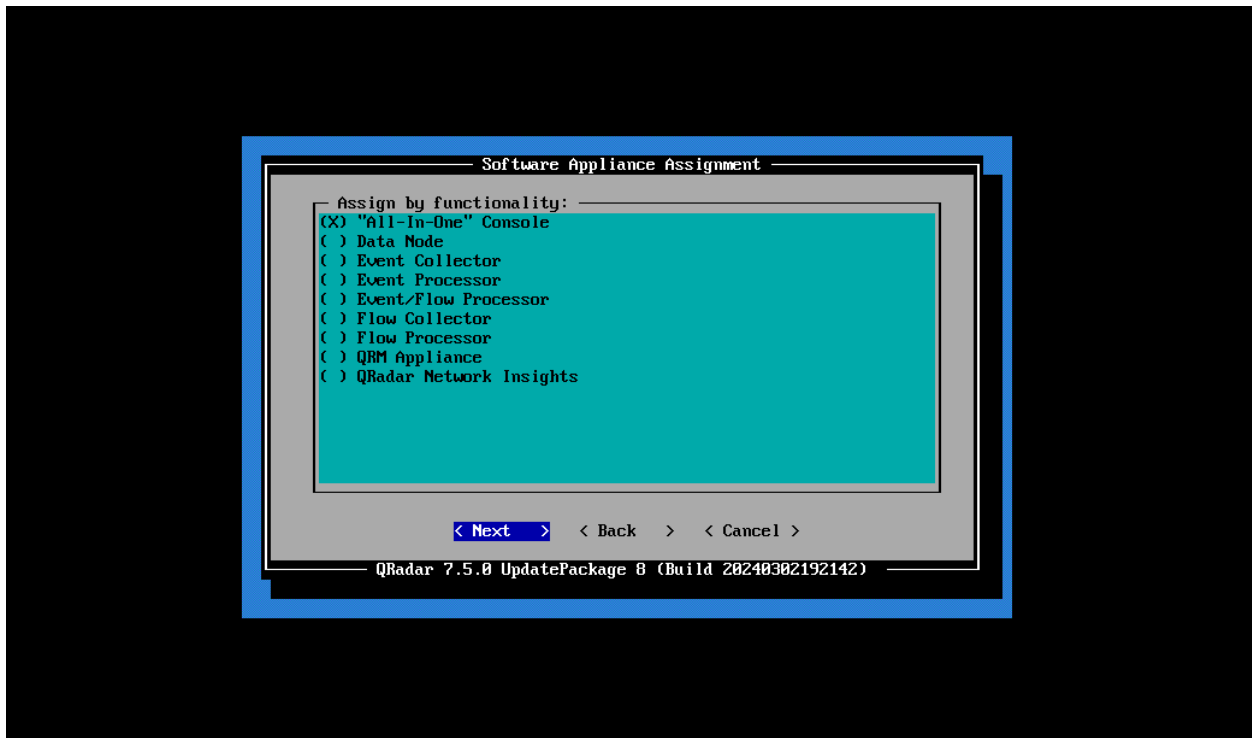 Software Appliance Assignment
Assign by functionality:
(X) "All-In-One" Console
( ) Data Node
( ) Event Collector
( ) Event Processor
( ) Event/Flow Processor
( ) Flow Collector
( ) Flow Processor
( ) QRM Appliance
( ) QRadar Network Insights
< Next > < Back > < Cancel >
QRadar 7.5.0 UpdatePackage 8 (Build 20240302192142)